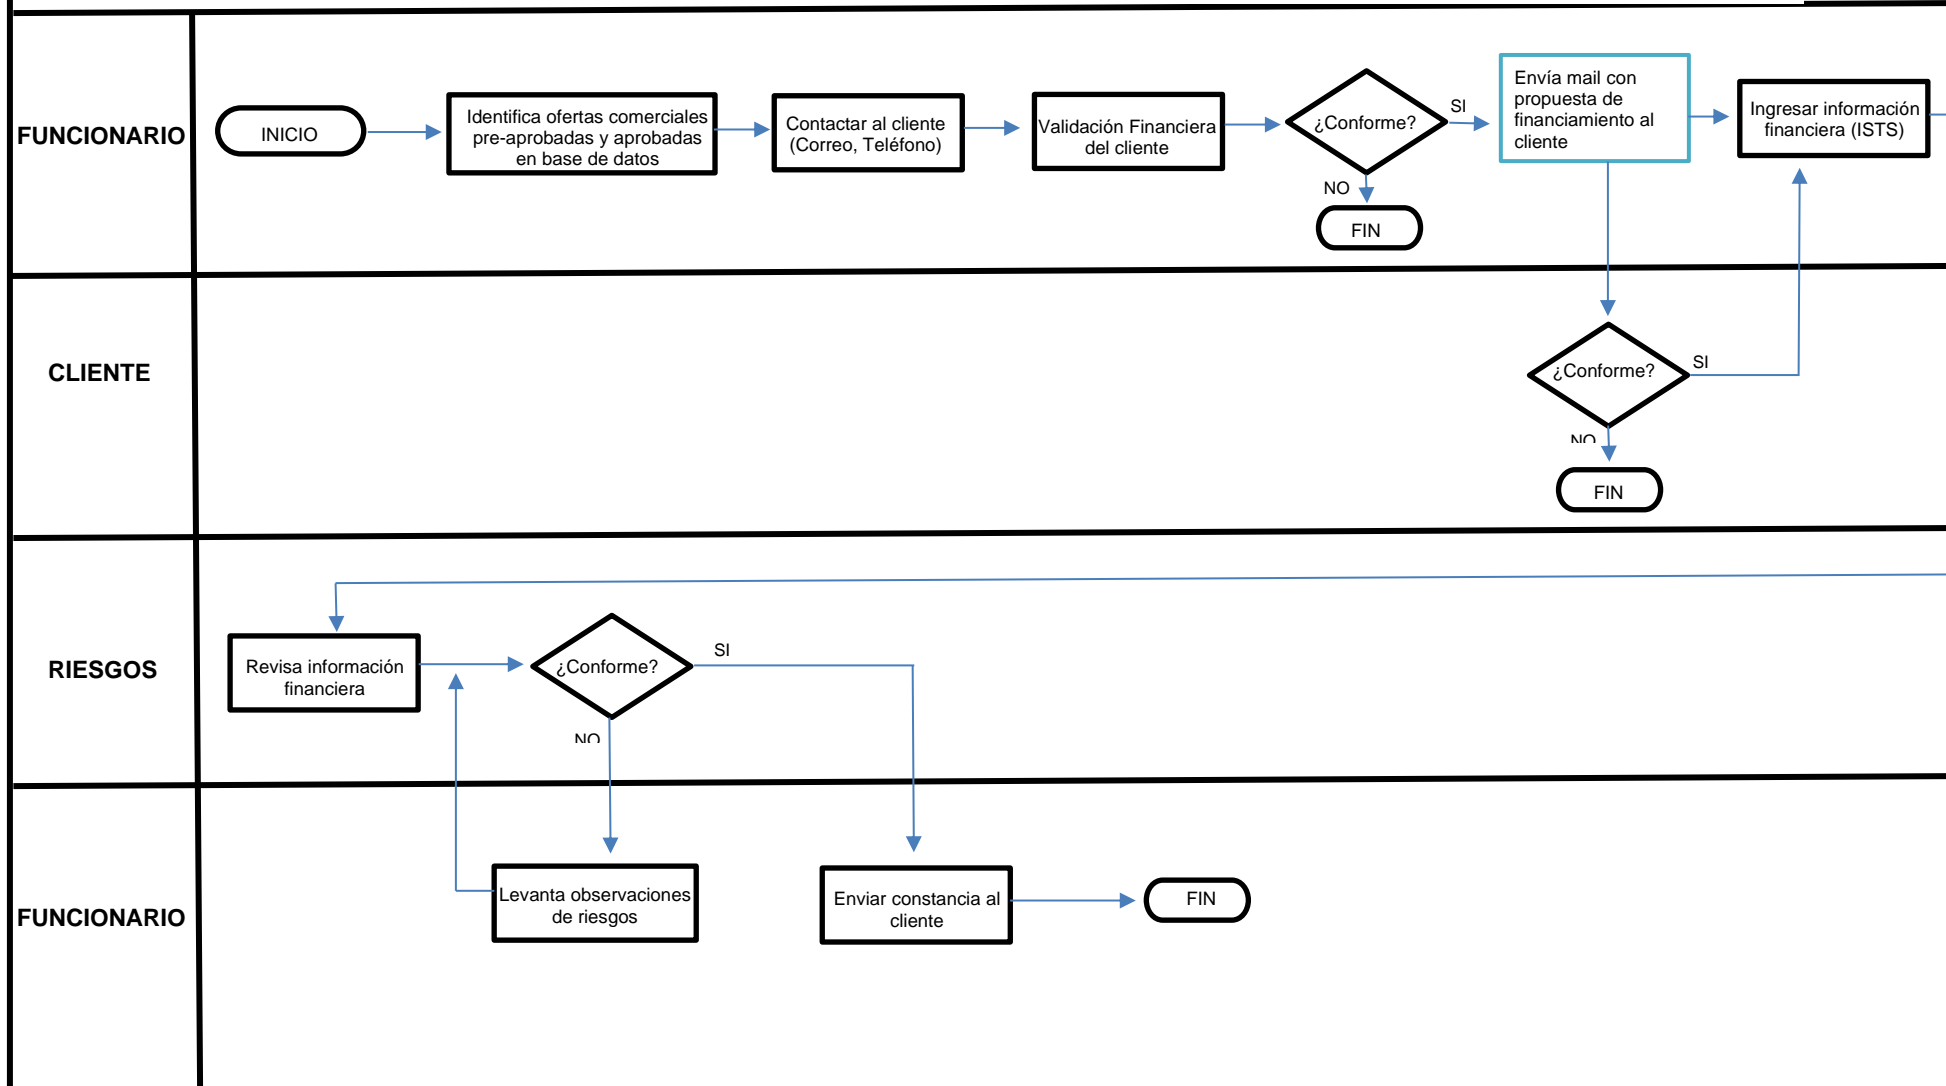 FUNCIONARIO
INICIO
Identifica ofertas comerciales
pre-aprobadas y aprobadas
en base de datos
Contactar al cliente
(Correo, Teléfono)
Validación Financiera
del cliente
¿Conforme?
SI
NO
FIN
Envía mail con
propuesta de
financiamiento al
cliente
Ingresar información
financiera (ISTS)
CLIENTE
¿Conforme?
SI
NO
FIN
RIESGOS
Revisa información
financiera
¿Conforme?
SI
NO
FUNCIONARIO
Levanta observaciones
de riesgos
Enviar constancia al
cliente
FIN